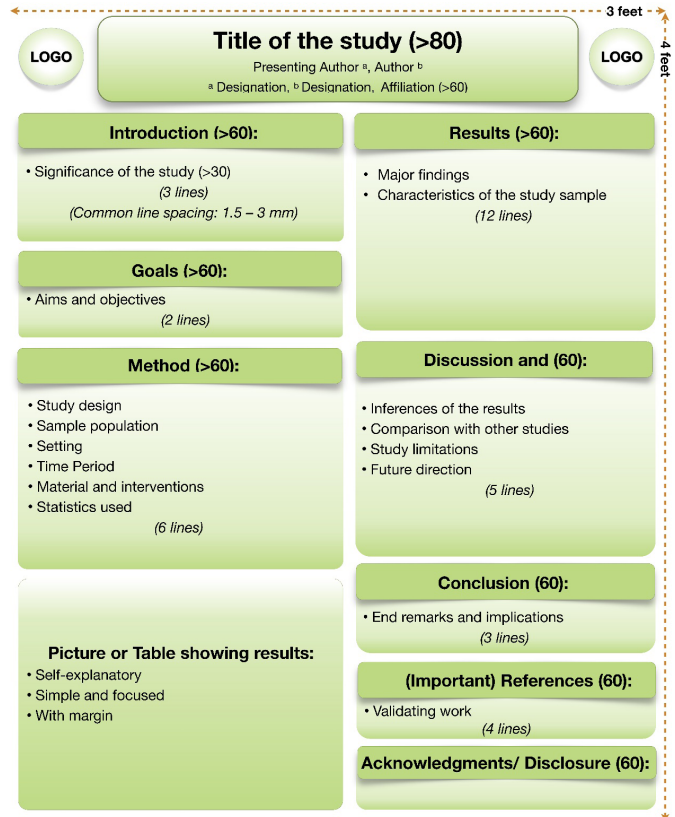 3 feet
4 feet
LOGO
Title of the study (>80)
Presenting Author ᵃ, Author ᵇ
ᵃ Designation, ᵇ Designation, Affiliation (>60)
LOGO
Introduction (>60):
• Significance of the study (>30)
(3 lines)
(Common line spacing: 1.5 – 3 mm)
Goals (>60):
• Aims and objectives
(2 lines)
Method (>60):
• Study design
• Sample population
• Setting
• Time Period
• Material and interventions
• Statistics used
(6 lines)
Picture or Table showing results:
• Self-explanatory
• Simple and focused
• With margin
Results (>60):
• Major findings
• Characteristics of the study sample
(12 lines)
Discussion and (60):
• Inferences of the results
• Comparison with other studies
• Study limitations
• Future direction
(5 lines)
Conclusion (60):
• End remarks and implications
(3 lines)
(Important) References (60):
• Validating work
(4 lines)
Acknowledgments/ Disclosure (60):